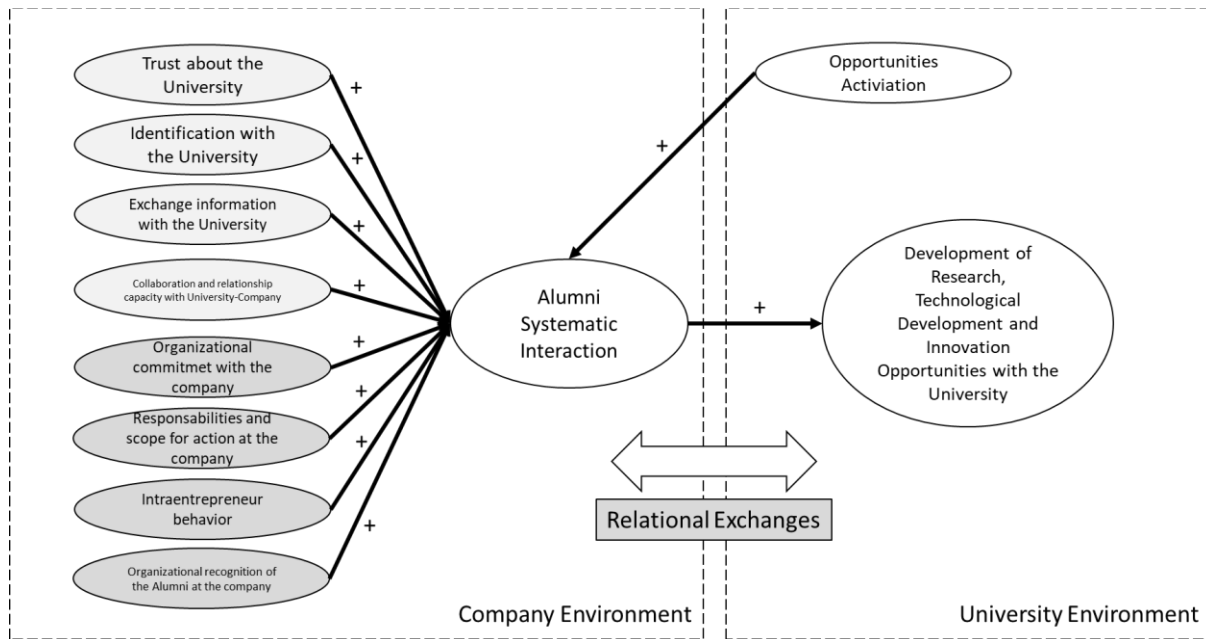 Trust about the
University
+
Identification with
the University
+
Exchange information
with the University
+
Collaboration and relationship
capacity with University-Company
+
Organizational
commitmet with the
company
+
Responsabilities and
scope for action at the
company
+
Intraentrepreneur
behavior
+
Organizational recognition of
the Alumni at the company
+
Alumni
Systematic
Interaction
Opportunities
Activiation
+
+
Development of
Research,
Technological
Development and
Innovation
Opportunities with the
University
Relational Exchanges
Company Environment
University Environment